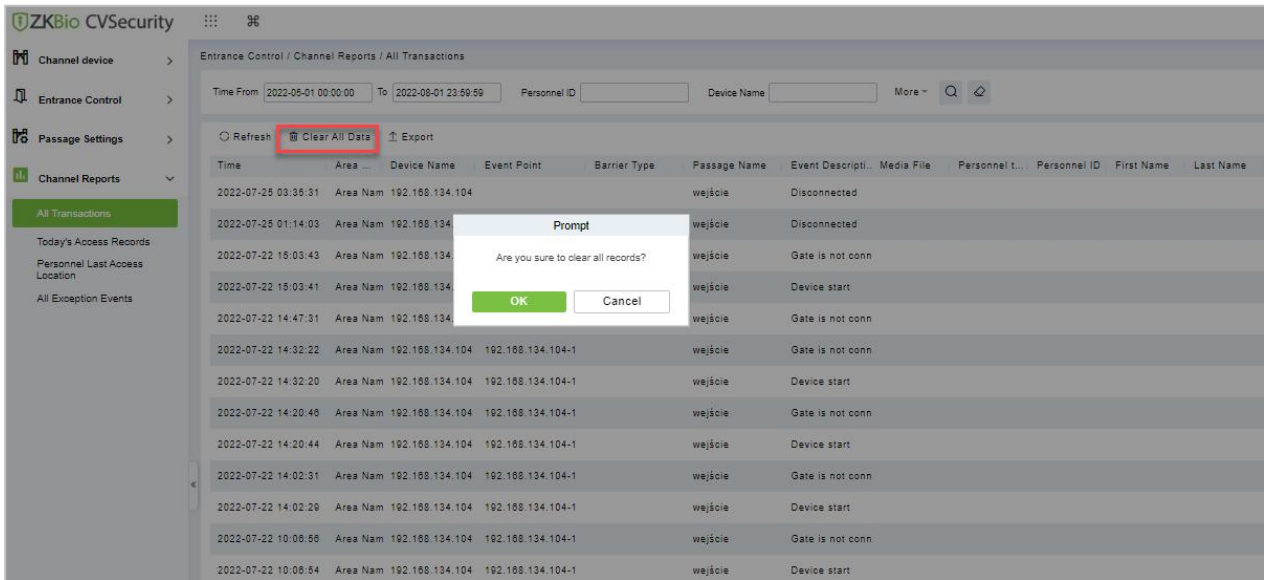 ZKBio CVSecurity
Channel device
Entrance Control
Passage Settings
Channel Reports
All Transactions
Today's Access Records
Personnel Last Access
Location
All Exception Events
Entrance Control / Channel Reports / All Transactions
Time From 2022-05-01 00:00:00 To 2022-08-01 23:59:59 Personnel ID Device Name More
Refresh Clear All Data Export
Time Area ... Device Name Event Point Barrier Type Passage Name Event Descripti.. Media File Personnel t... Personnel ID First Name Last Name
2022-07-25 03:35:31 Area Nam 192.168.134.104 wejście Disconnected
2022-07-25 01:14:03 Area Nam 192.168.134. wejście Disconnected
2022-07-22 15:03:43 Area Nam 192.168.134. wejście Gate is not conn
2022-07-22 15:03:41 Area Nam 192.168.134. wejście Device start
2022-07-22 14:47:31 Area Nam 192.168.134. wejście Gate is not conn
2022-07-22 14:32:22 Area Nam 192.168.134.104 192.168.134.104-1 wejście Gate is not conn
2022-07-22 14:32:20 Area Nam 192.168.134.104 192.168.134.104-1 wejście Device start
2022-07-22 14:20:46 Area Nam 192.168.134.104 192.168.134.104-1 wejście Gate is not conn
2022-07-22 14:20:44 Area Nam 192.168.134.104 192.168.134.104-1 wejście Device start
2022-07-22 14:02:31 Area Nam 192.168.134.104 192.168.134.104-1 wejście Gate is not conn
2022-07-22 14:02:29 Area Nam 192.168.134.104 192.168.134.104-1 wejście Device start
2022-07-22 10:06:56 Area Nam 192.168.134.104 192.168.134.104-1 wejście Gate is not conn
2022-07-22 10:06:54 Area Nam 192.168.134.104 192.168.134.104-1 wejście Device start
Prompt
Are you sure to clear all records?
OK Cancel